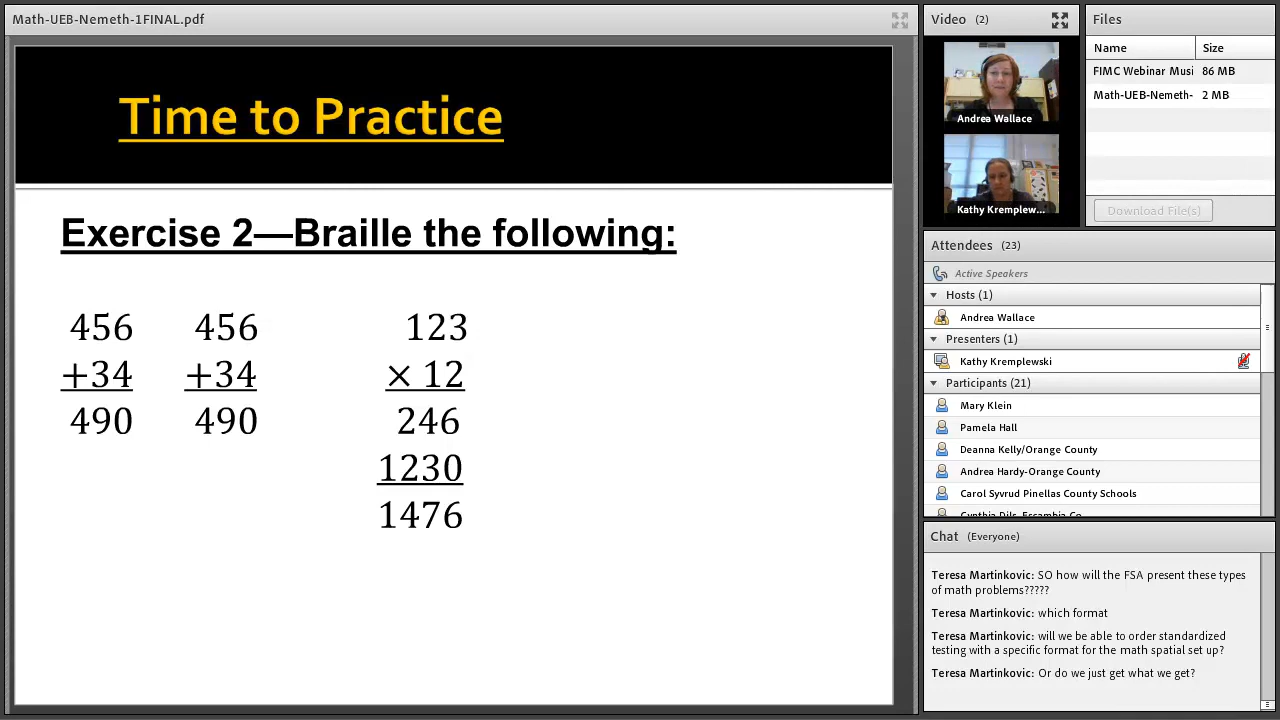 Math-UEB-Nemeth-1FINAL.pdf
Time to Practice
Exercise 2—Braille the following:
456 456 123
+34 +34 × 12
490 490 246
1230
1476
Video (2)
Andrea Wallace
Kathy Kremplew...
Files
Name Size
FIMC Webinar Musi 86 MB
Math-UEB-Nemeth- 2 MB
Download File(s)
Attendees (23)
Active Speakers
Hosts (1)
Andrea Wallace
Presenters (1)
Kathy Kremplewski
Participants (21)
Mary Klein
Pamela Hall
Deanna Kelly/Orange County
Andrea Hardy-Orange County
Carol Syvrud Pinellas County Schools
Cynthia Dils, Escambia Co
Chat (Everyone)
Teresa Martinkovic: SO how will the FSA present these types
of math problems?????
Teresa Martinkovic: which format
Teresa Martinkovic: will we be able to order standardized
testing with a specific format for the math spatial set up?
Teresa Martinkovic: Or do we just get what we get?